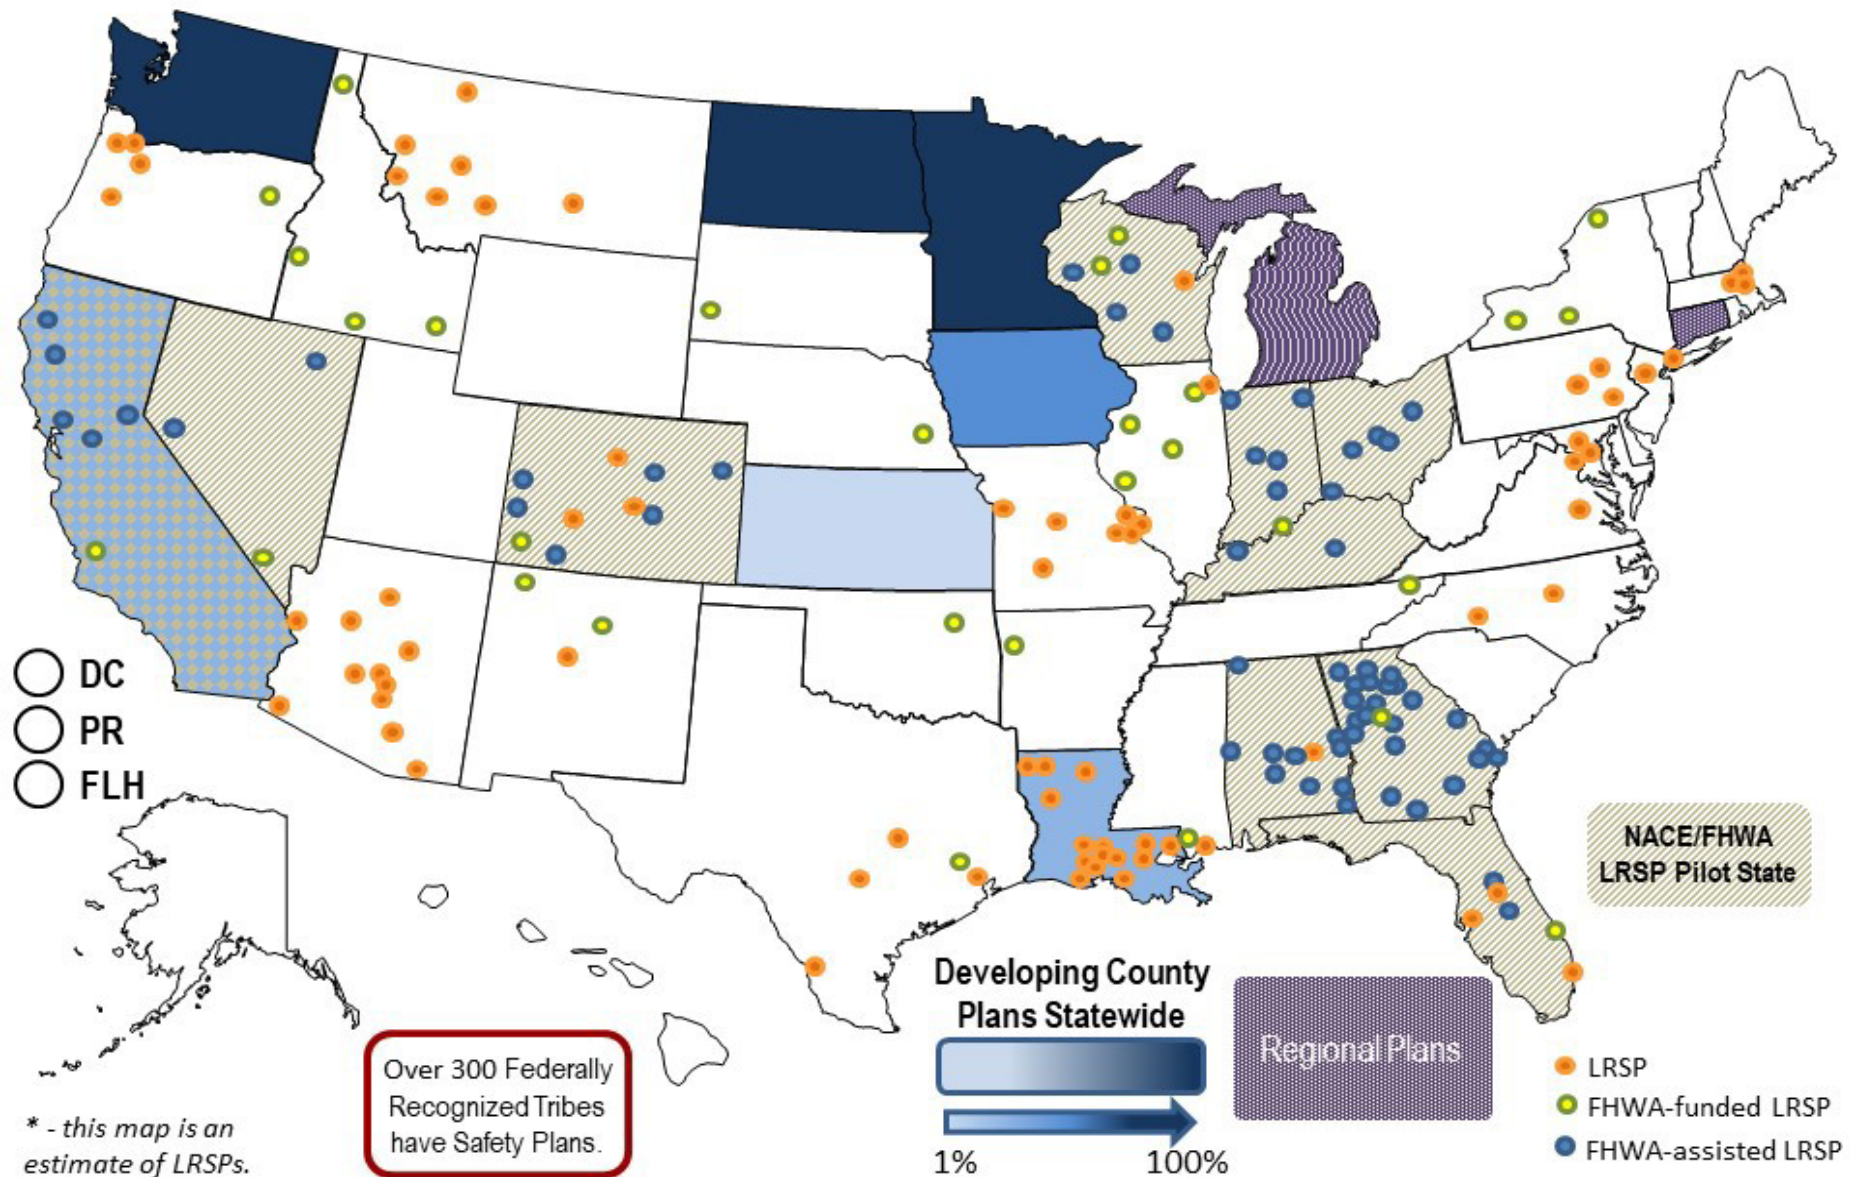 DC
PR
FLH
NACE/FHWA
LRSP Pilot State
Developing County
Plans Statewide
1% 100%
Regional Plans
LRSP
FHWA-funded LRSP
FHWA-assisted LRSP
Over 300 Federally
Recognized Tribes
have Safety Plans.
* - this map is an
estimate of LRSPs.